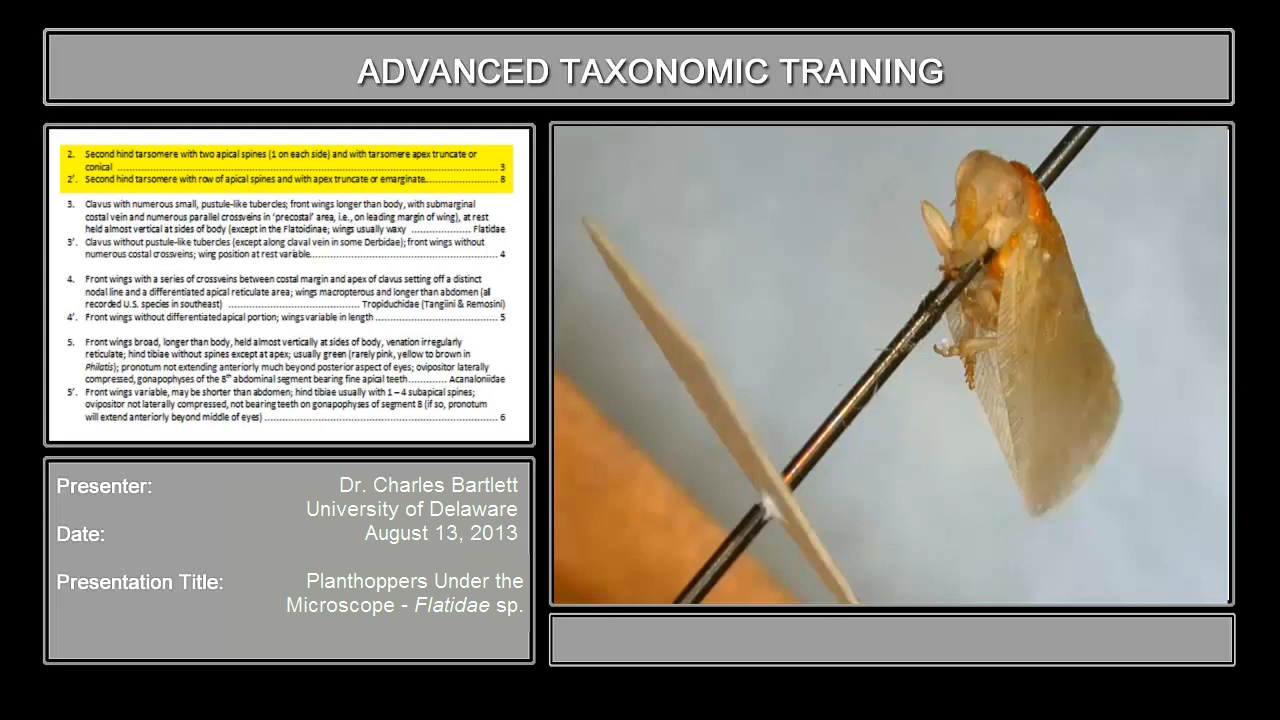 ADVANCED TAXONOMIC TRAINING
2. Second hind tarsomere with two apical spines (1 on each side) and with tarsomere apex truncate or
conical ........ 3
2'. Second hind tarsomere with row of apical spines and with apex truncate or emarginate........ 8
3. Clavus with numerous small, pustule-like tubercles; front wings longer than body, with submarginal
costal vein and numerous parallel crossveins in 'precostal' area, i.e., on leading margin of wing), at rest
held almost vertical at sides of body (except in the Flatoidinae; wings usually waxy ........ Flatidae
3'. Clavus without pustule-like tubercles (except along claval vein in some Derbidae); front wings without
numerous costal crossveins; wing position at rest variable........ 4
4. Front wings with a series of crossveins between costal margin and apex of clavus setting off a distinct
nodal line and a differentiated apical reticulate area; wings macropterous and longer than abdomen (all
recorded U.S. species in southeast) ........ Tropiduchidae (Tangiini & Remosini)
4'. Front wings without differentiated apical portion; wings variable in length ........ 5
5. Front wings broad, longer than body, held almost vertically at sides of body, venation irregularly
reticulate; hind tibiae without spines except at apex; usually green (rarely pink, yellow to brown in
Philatis); pronotum not extending anteriorly much beyond posterior aspect of eyes; ovipositor laterally
compressed, gonapophyses of the 8th abdominal segment bearing fine apical teeth........ Acanaloniidae
5'. Front wings variable, may be shorter than abdomen; hind tibiae usually with 1 – 4 subapical spines;
ovipositor not laterally compressed, not bearing teeth on gonapophyses of segment 8 (if so, pronotum
will extend anteriorly beyond middle of eyes) ........ 6
Presenter: Dr. Charles Bartlett
University of Delaware
Date: August 13, 2013
Presentation Title: Planthoppers Under the
Microscope - Flatidae sp.